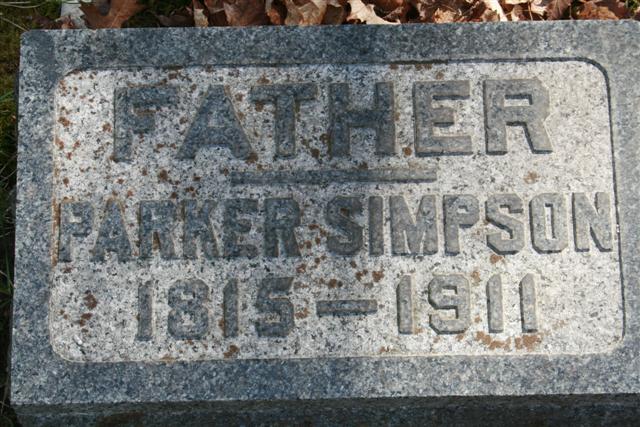 FATHER
PARKER SIMPSON
1815-1911